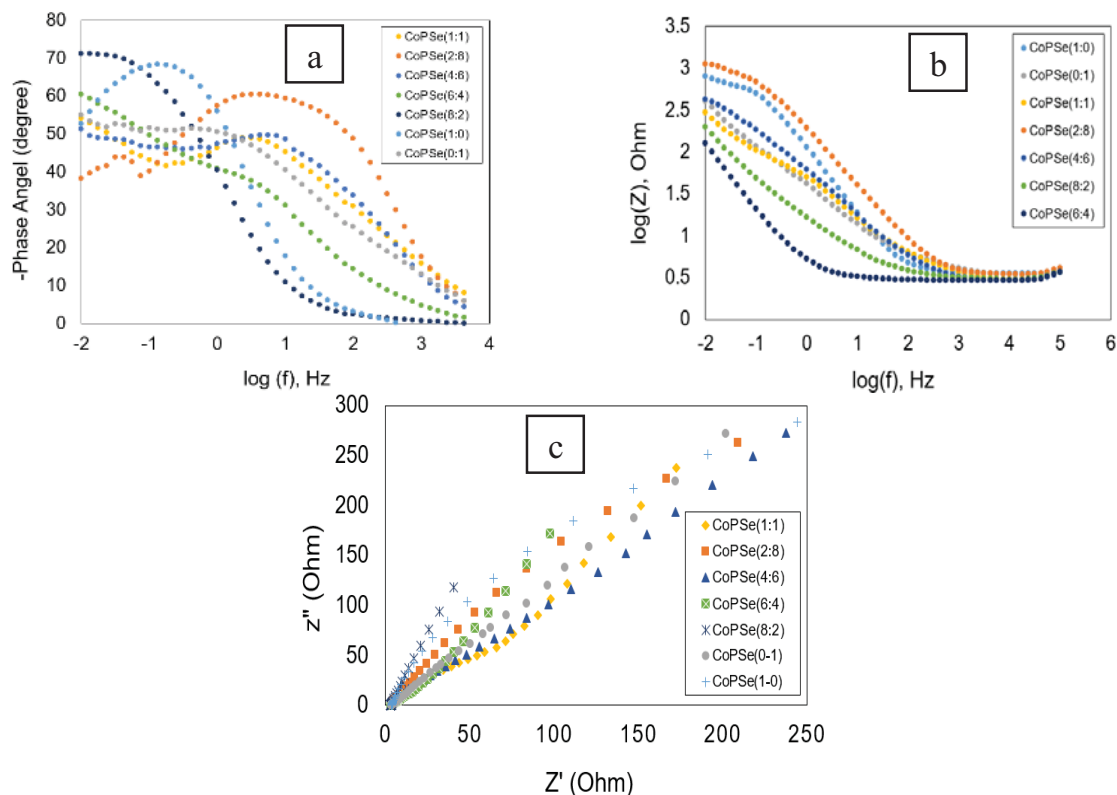 a
-Phase Angel (degree)
80
70
60
50
40
30
20
10
0
-2
-1
0
1
2
3
4
log (f), Hz
CoPSe(1:1)
CoPSe(2:8)
CoPSe(4:6)
CoPSe(6:4)
CoPSe(8:2)
CoPSe(1:0)
CoPSe(0:1)
b
log(Z), Ohm
3.5
3
2.5
2
1.5
1
0.5
0
-2
-1
0
1
2
3
4
5
6
log(f), Hz
CoPSe(1:0)
CoPSe(0:1)
CoPSe(1:1)
CoPSe(2:8)
CoPSe(4:6)
CoPSe(8:2)
CoPSe(6:4)
c
z" (Ohm)
300
250
200
150
100
50
0
0
50
100
150
200
250
Z' (Ohm)
CoPSe(1:1)
CoPSe(2:8)
CoPSe(4:6)
CoPSe(6:4)
CoPSe(8:2)
CoPSe(0-1)
CoPSe(1-0)